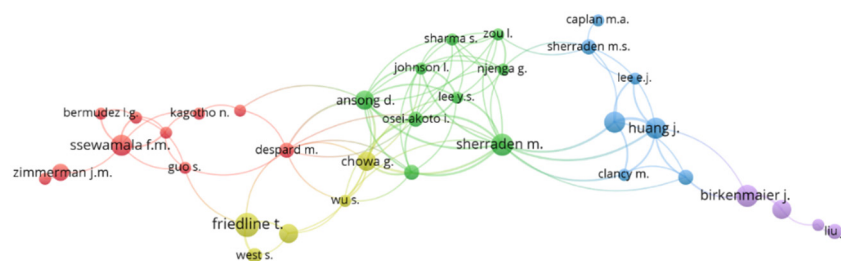 caplan m.a.
sharma s.
zou l.
sherraden m.s.
johnson l.
njenga g.
lee e.j.
lee y.s.
ansong d.
bermudez l.g.
kagotho n.
osei-akoto i.
huang j.
ssewamala f.m.
despard m.
sherraden m.
chowa g.
guo s.
zimmerman j.m.
clancy m.
wu s.
birkenmaier j.
friedline t.
liu
west s.